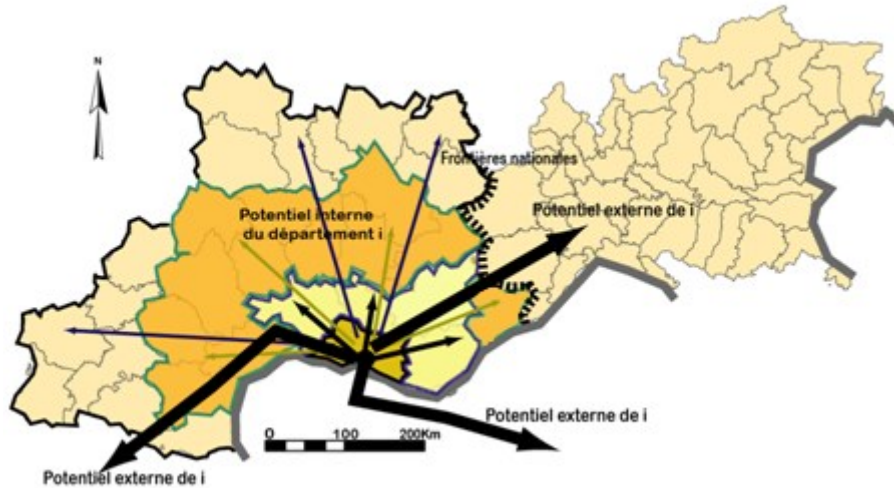 N
Frontières nationales
Potentiel interne
du département i
Potentiel externe de i
Potentiel externe de i
0 100 200Km
Potentiel externe de i